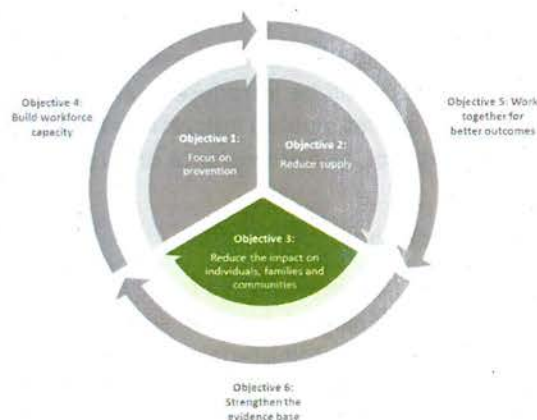 Objective 4:
Build workforce
capacity
Objective 5: Work
together for
better outcomes
Objective 1:
Focus on
prevention
Objective 2:
Reduce supply
Objective 3:
Reduce the impact on
individuals, families and
communities
Objective 6:
Strengthen the
evidence base